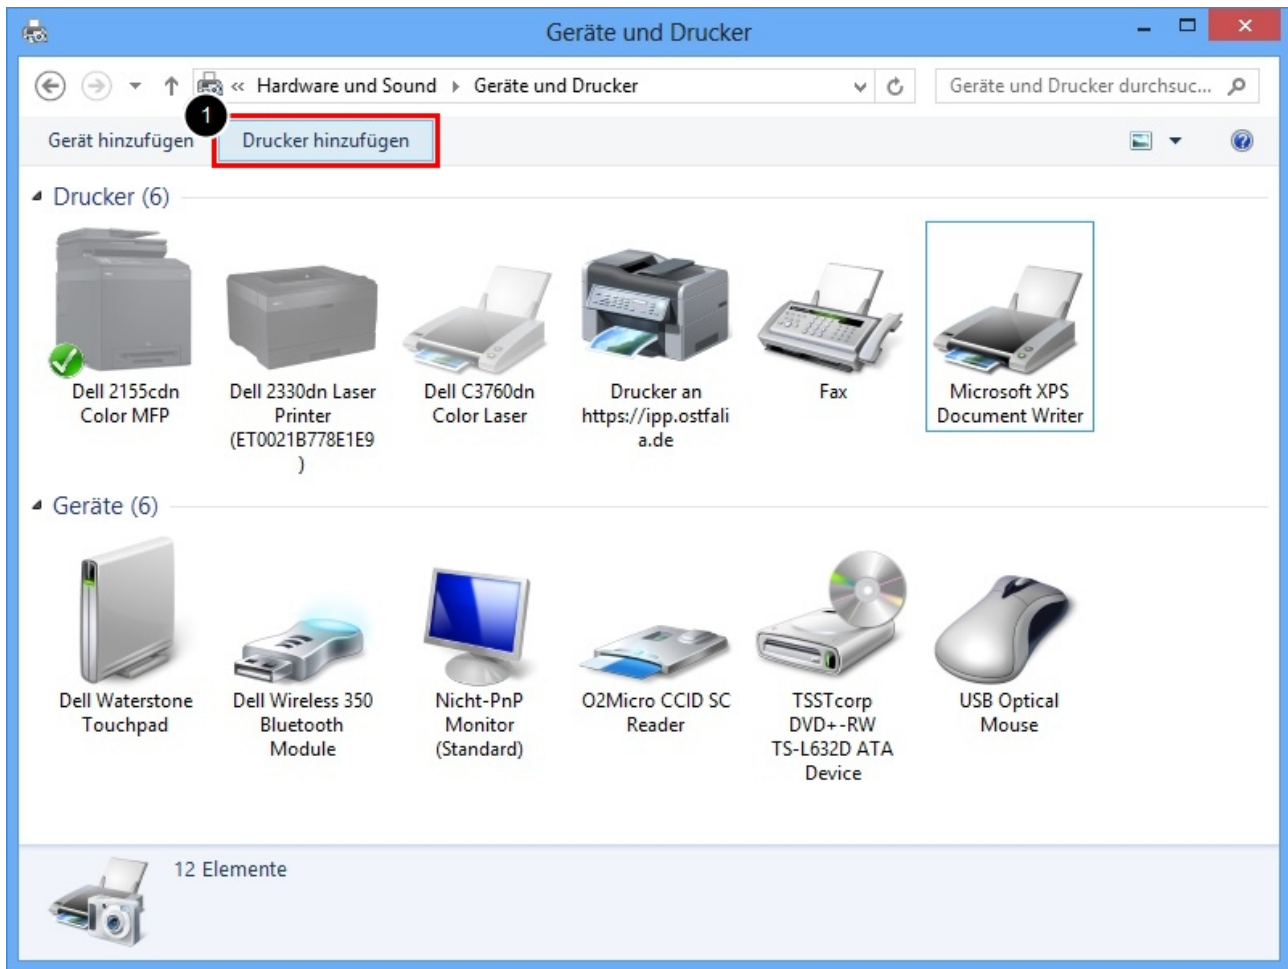 Geräte und Drucker
« Hardware und Sound Geräte und Drucker
Geräte und Drucker durchsuc...
1
Gerät hinzufügen
Drucker hinzufügen
Drucker (6)
Dell 2155cdn
Color MFP
Dell 2330dn Laser
Printer
(ET0021B778E1E9
)
Dell C3760dn
Color Laser
Drucker an
https://ipp.ostfali
a.de
Fax
Microsoft XPS
Document Writer
Geräte (6)
Dell Waterstone
Touchpad
Dell Wireless 350
Bluetooth
Module
Nicht-PnP
Monitor
(Standard)
O2Micro CCID SC
Reader
TSSTcorp
DVD+-RW
TS-L632D ATA
Device
USB Optical
Mouse
12 Elemente